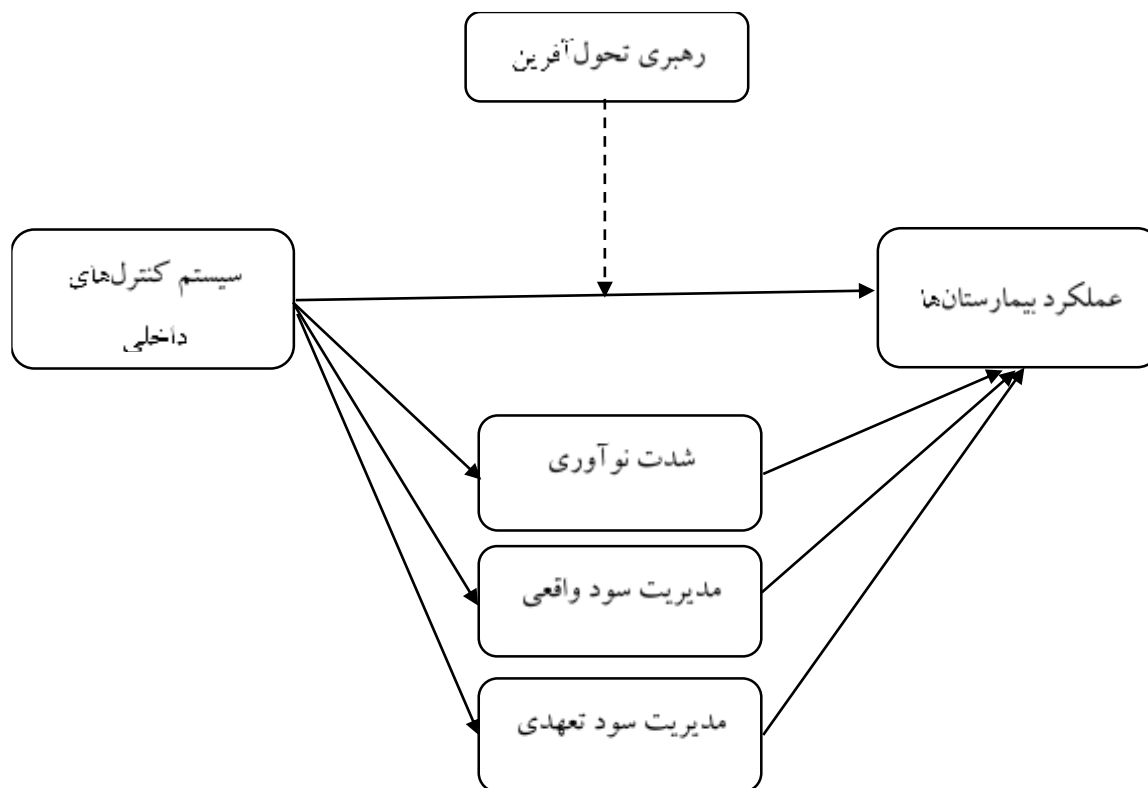 رهبری تحول‌آفرین
سیستم کنترل‌های
داخلی
عملکرد بیمارستان‌ها
شدت نوآوری
مدیریت سود واقعی
مدیریت سود تعهدی